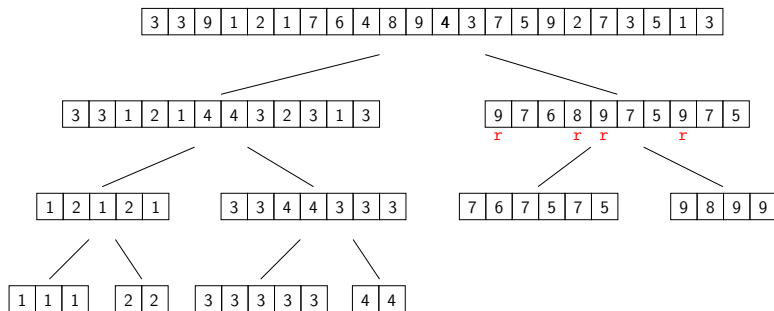 3 3 9 1 2 1 7 6 4 8 9 4 3 7 5 9 2 7 3 5 1 3
3 3 1 2 1 4 4 3 2 3 1 3
9 7 6 8 9 7 5 9 7 5
r r r r
1 2 1 2 1
3 3 4 4 3 3 3
7 6 7 5 7 5
9 8 9 9
1 1 1
2 2
3 3 3 3 3
4 4